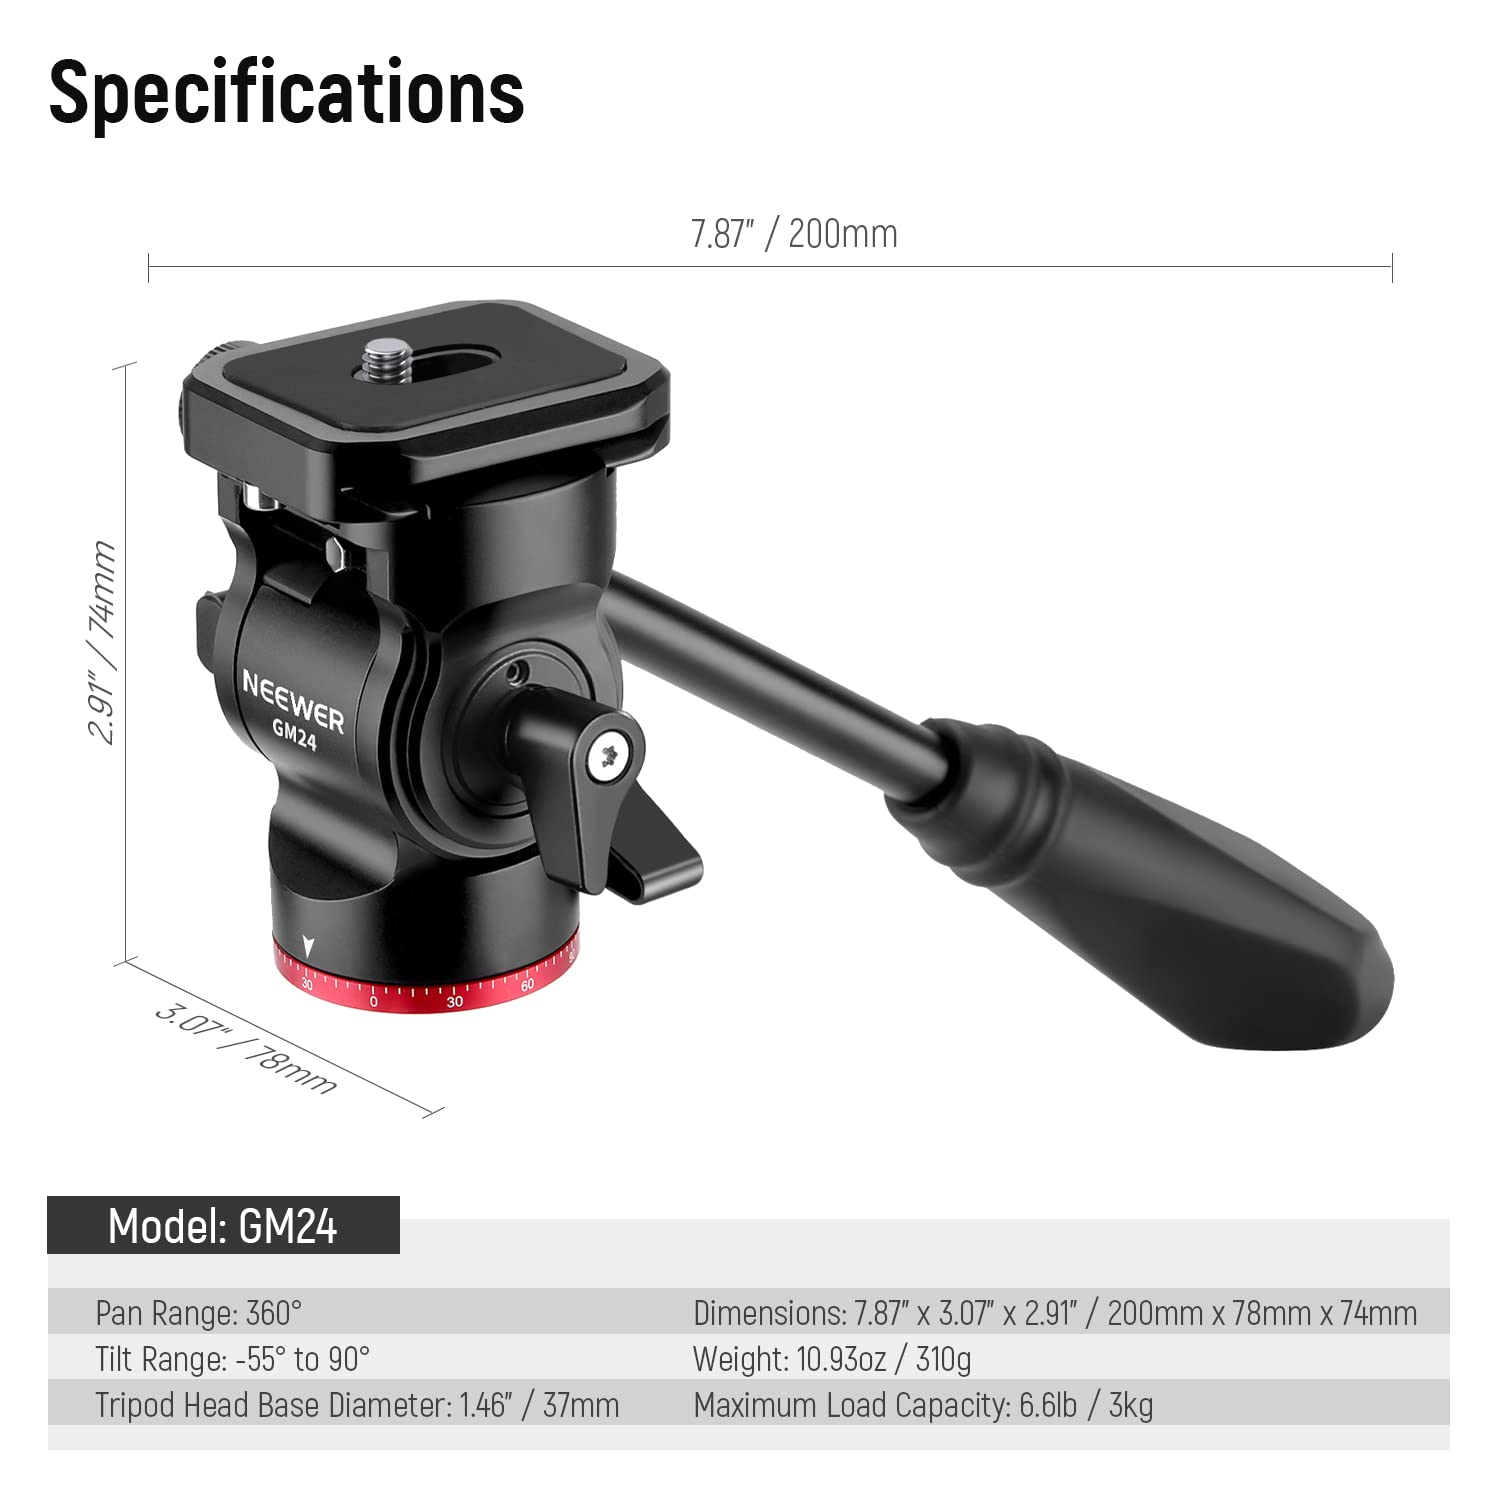 Specifications
7.87" / 200mm
2.91" / 74mm
NEEWER
GM24
30 0 30 60 90
3.07" / 78mm
Model: GM24
Pan Range: 360°
Dimensions: 7.87" x 3.07" x 2.91" / 200mm x 78mm x 74mm
Tilt Range: -55° to 90°
Weight: 10.93oz / 310g
Tripod Head Base Diameter: 1.46" / 37mm
Maximum Load Capacity: 6.6lb / 3kg